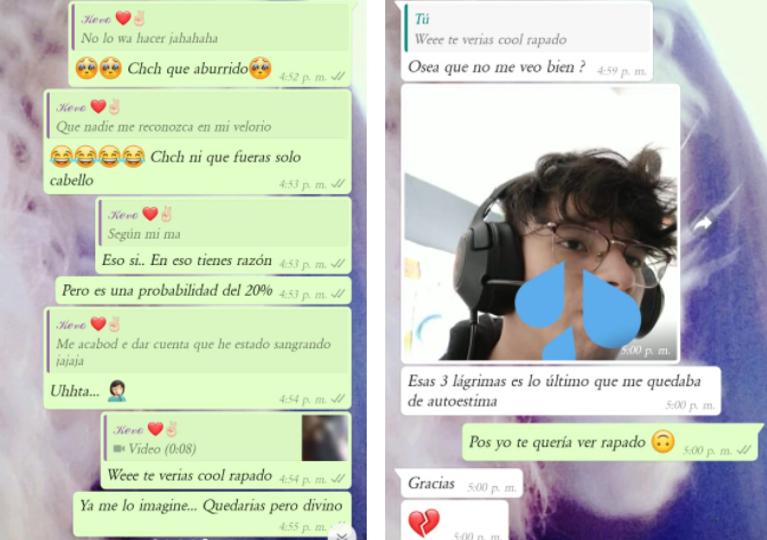 Kevo ❤️✌🏻
No lo wa hacer jahahaha
🥺🥺 Chch que aburrido🥺
4:52 p. m.
Kevo ❤️✌🏻
Que nadie me reconozca en mi velorio
😂😂😂😂 Chch ni que fueras solo
cabello
4:53 p. m.
Kevo ❤️✌🏻
Según mi ma
Eso si.. En eso tienes razón
4:53 p. m.
Pero es una probabilidad del 20%
4:53 p. m.
Kevo ❤️✌🏻
Me acabod e dar cuenta que he estado sangrando
jajaja
Uhhta... 🤦🏻‍♀️
4:54 p. m.
Kevo ❤️✌🏻
Video (0:08)
Weee te verias cool rapado
4:54 p. m.
Ya me lo imagine... Quedarias pero divino
4:55 p. m.
Tú
Weee te verias cool rapado
Osea que no me veo bien ?
4:59 p. m.
5:00 p. m.
Esas 3 lágrimas es lo último que me quedaba
de autoestima
5:00 p. m.
Pos yo te quería ver rapado 🙃
5:00 p. m.
Gracias
5:00 p. m.
💔
5:00 p. m.